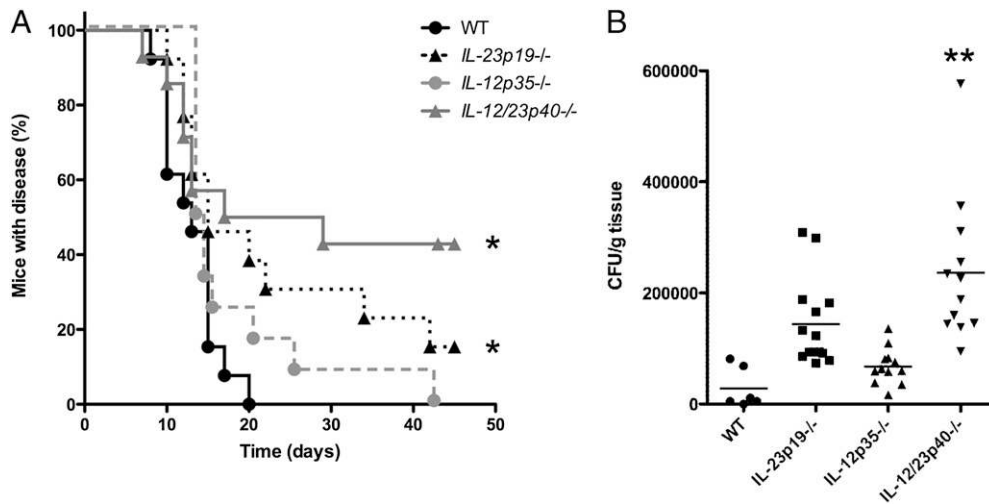 A
WT
IL-23p19-/-
IL-12p35-/-
IL-12/23p40-/-
Mice with disease (%)
100
80
60
40
20
0
0 10 20 30 40 50
Time (days)
*
*
B
**
CFU/g tissue
600000
400000
200000
0
WT
IL-23p19-/-
IL-12p35-/-
IL-12/23p40-/-